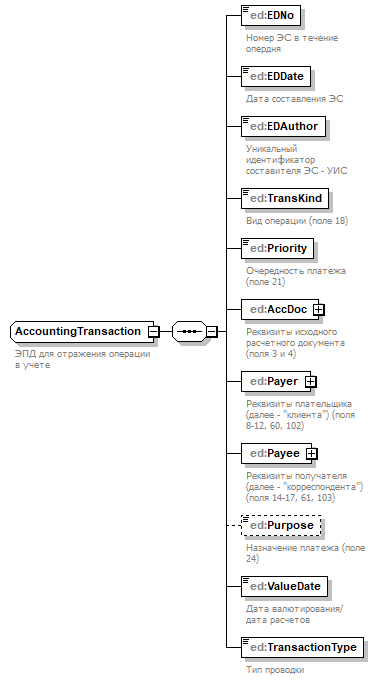 ed:EDNo
Номер ЭС в течение
опердня
ed:EDDate
Дата составления ЭС
ed:EDAuthor
Уникальный
идентификатор
составителя ЭС - УИС
ed:TransKind
Вид операции (поле 18)
ed:Priority
Очередность платежа
(поле 21)
ed:AccDoc
Реквизиты исходного
расчетного документа
(поля 3 и 4)
AccountingTransaction
ЭПД для отражения операции
в учете
ed:Payer
Реквизиты плательщика
(далее - "клиента") (поля
8-12, 60, 102)
ed:Payee
Реквизиты получателя
(далее - "корреспондента")
(поля 14-17, 61, 103)
ed:Purpose
Назначение платежа (поле
24)
ed:ValueDate
Дата валютирования/
дата расчетов
ed:TransactionType
Тип проводки